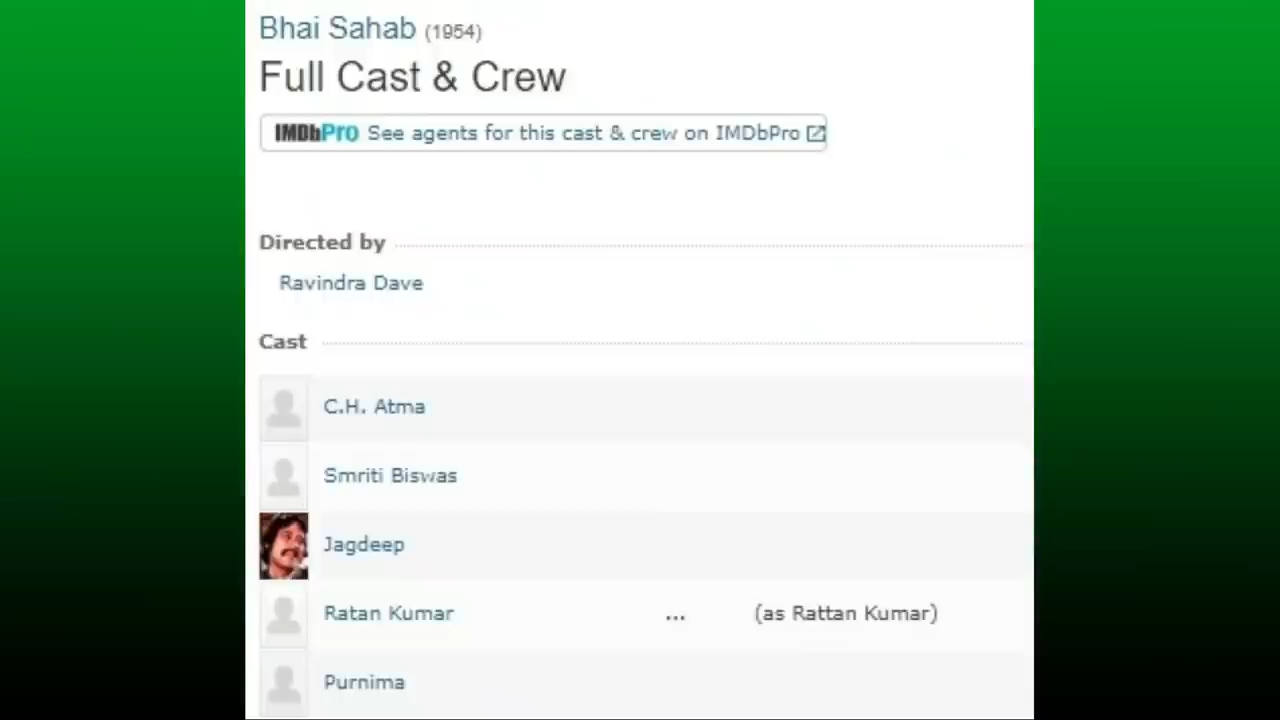 Bhai Sahab (1954)
Full Cast & Crew
IMDbPro See agents for this cast & crew on IMDbPro
Directed by
Ravindra Dave
Cast
C.H. Atma
Smriti Biswas
Jagdeep
Ratan Kumar ... (as Rattan Kumar)
Purnima